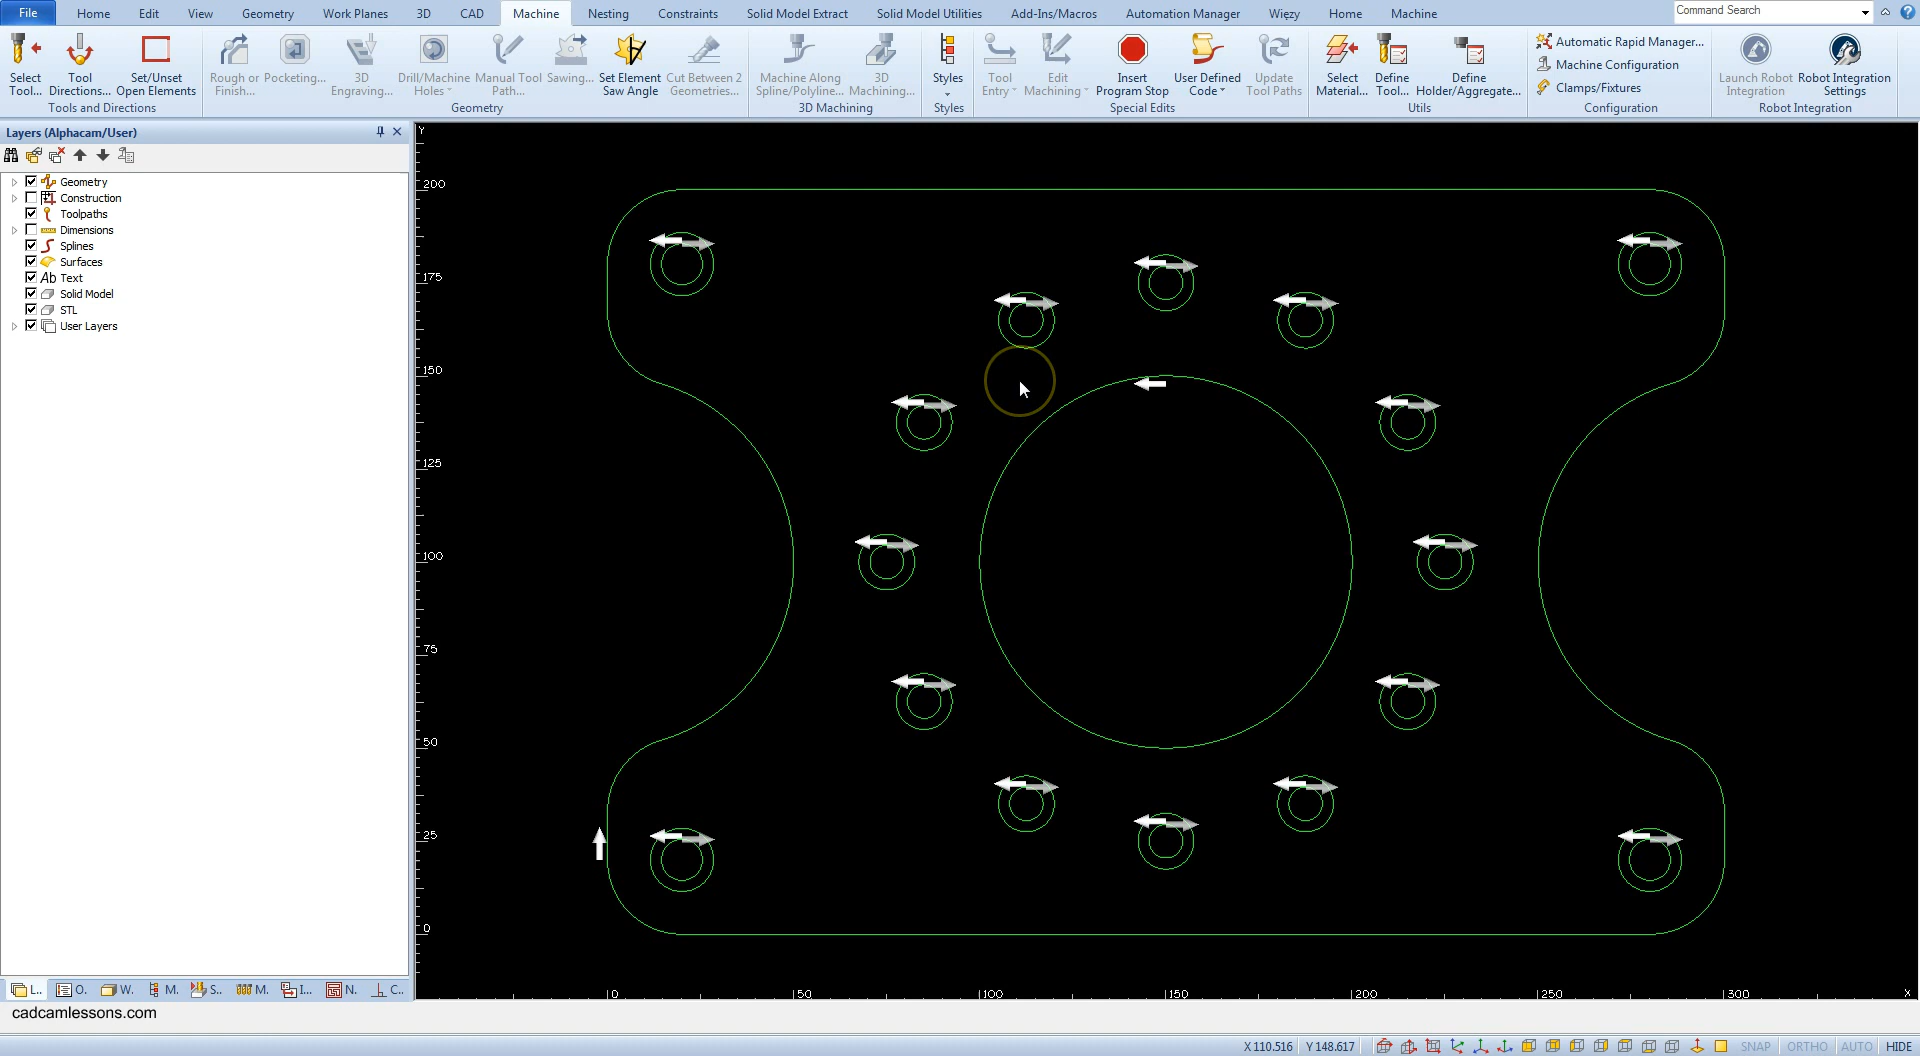 File Home Edit View Geometry Work Planes 3D CAD Machine Nesting Constraints Solid Model Extract Solid Model Utilities Add-Ins/Macros Automation Manager Więzy Home Machine Command Search
Select Tool... Tool Directions... Set/Unset Open Elements
Tools and Directions
Rough or Finish... Pocketing... 3D Engraving... Drill/Machine Holes Manual Tool Path... Sawing... Set Element Saw Angle Cut Between 2 Geometries...
Geometry
Machine Along Spline/Polyline... 3D Machining...
3D Machining
Styles
Styles
Tool Entry Edit Machining Insert Program Stop User Defined Code Update Tool Paths
Special Edits
Select Material... Define Tool... Define Holder/Aggregate...
Utils
Automatic Rapid Manager...
Machine Configuration
Clamps/Fixtures
Configuration
Launch Robot Integration Robot Integration Settings
Robot Integration
Layers (Alphacam/User)
Geometry
Construction
Toolpaths
Dimensions
Splines
Surfaces
Ab Text
Solid Model
STL
User Layers
L.. O. W. M. S.. M. I... N. C..
Y
200
175
150
125
100
75
50
25
0
0 50 100 150 200 250 300 X
cadcamlessons.com
X 110.516 Y 148.617 SNAP ORTHO AUTO HIDE